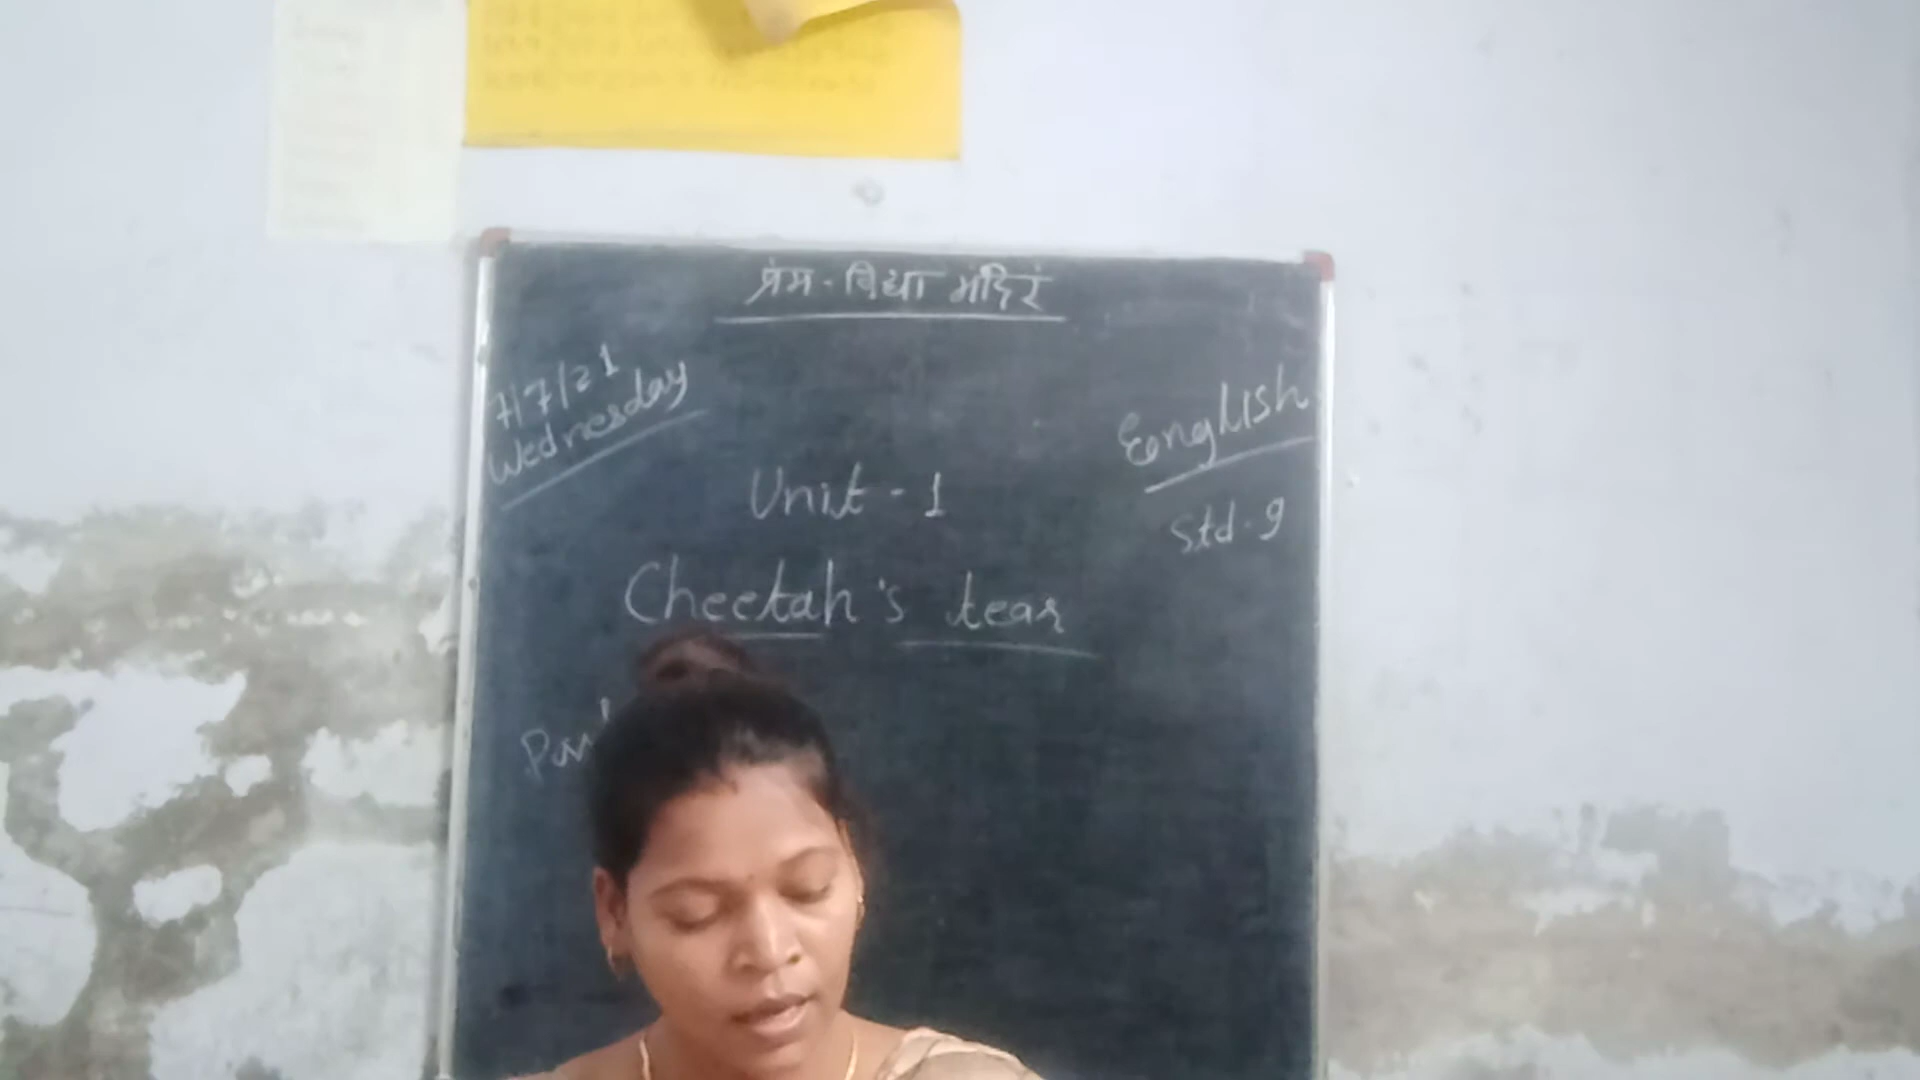 प्रेम - विद्या मंदिर
7/7/21
Wednesday
English
Std. 9
Unit - 1
Cheetah's tear